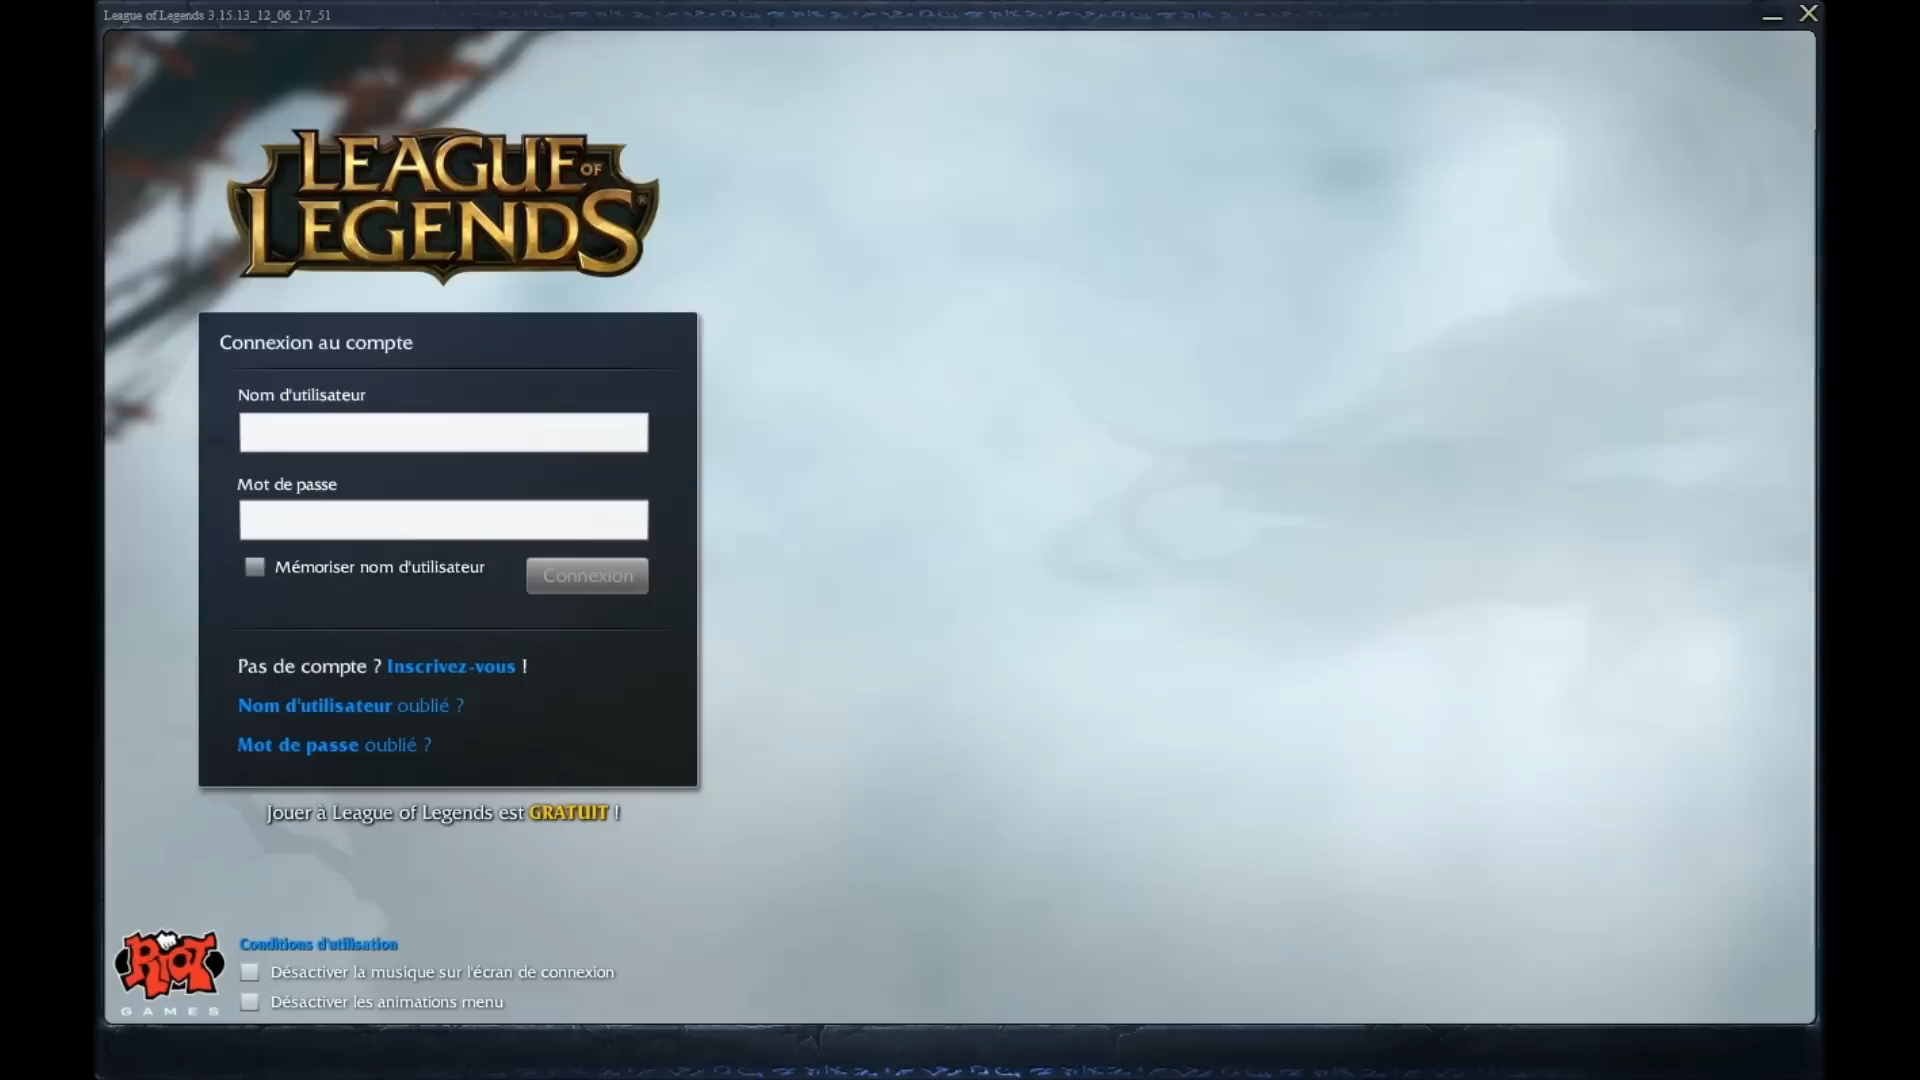 League of Legends 3.15.13_12_06_17_51
LEAGUE OF
LEGENDS®
Connexion au compte
Nom d'utilisateur
Mot de passe
Mémoriser nom d'utilisateur
Connexion
Pas de compte ? Inscrivez-vous !
Nom d'utilisateur oublié ?
Mot de passe oublié ?
Jouer à League of Legends est GRATUIT !
RIOT
GAMES
Conditions d'utilisation
Désactiver la musique sur l'écran de connexion
Désactiver les animations menu